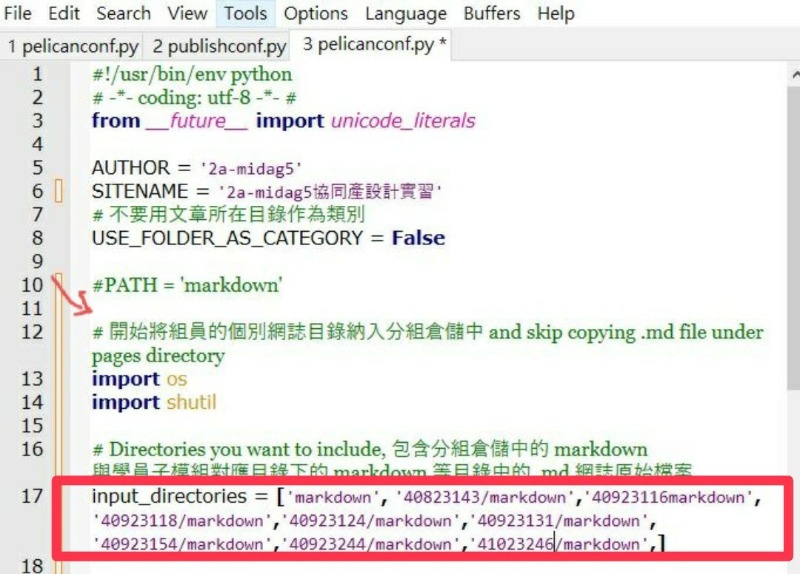 File Edit Search View Tools Options Language Buffers Help
1 pelicanconf.py 2 publishconf.py 3 pelicanconf.py *
1 #!/usr/bin/env python
2 # -*- coding: utf-8 -*- #
3 from __future__ import unicode_literals
4
5 AUTHOR = '2a-midag5'
6 SITENAME = '2a-midag5協同產設計實習'
7 # 不要用文章所在目錄作為類別
8 USE_FOLDER_AS_CATEGORY = False
9
10 #PATH = 'markdown'
11
12 # 開始將組員的個別網誌目錄納入分組倉儲中 and skip copying .md file under
pages directory
13 import os
14 import shutil
15
16 # Directories you want to include, 包含分組倉儲中的 markdown
與學員子模組對應目錄下的 markdown 等目錄中的 .md 網誌原始檔案
17 input_directories = ['markdown', '40823143/markdown','40923116markdown',
'40923118/markdown','40923124/markdown','40923131/markdown',
'40923154/markdown','40923244/markdown','41023246/markdown',]
18